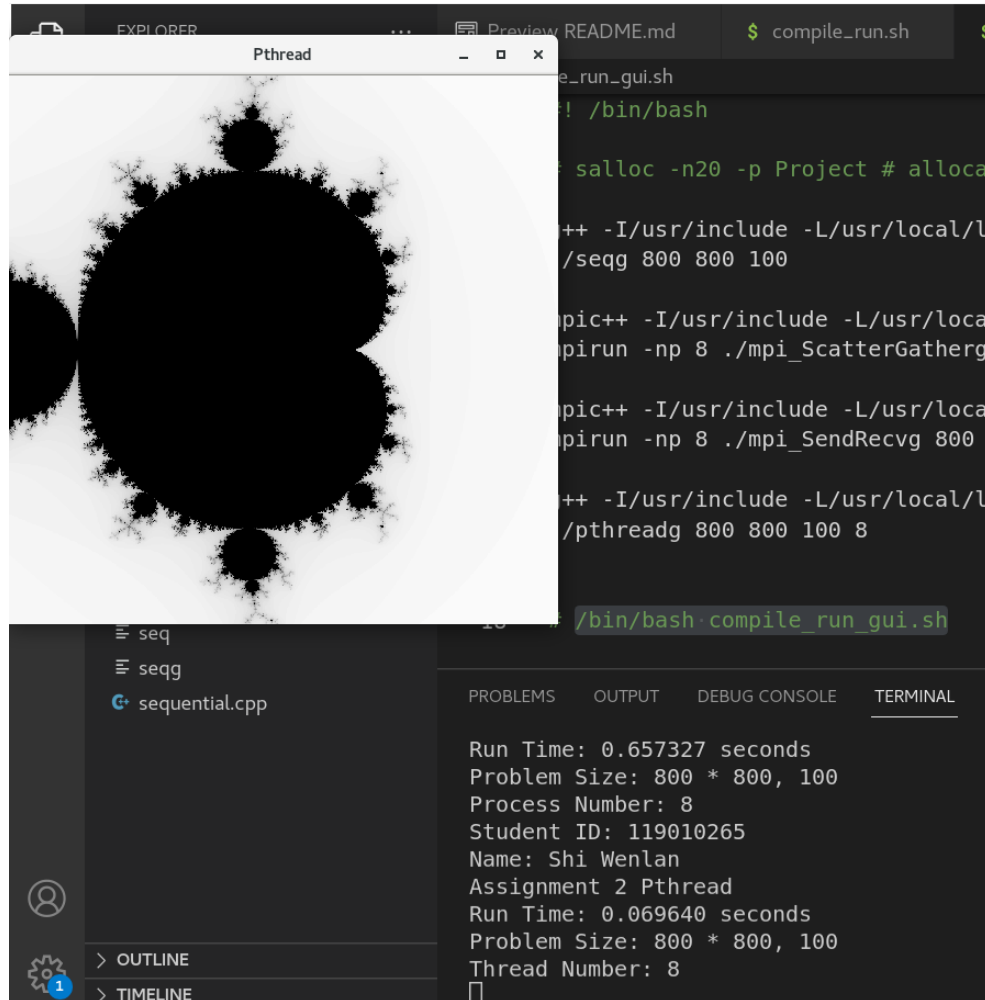 EXPLORER
...
Preview README.md
$ compile_run.sh
$
Pthread
e_run_gui.sh
#! /bin/bash
# salloc -n20 -p Project # alloca
g++ -I/usr/include -L/usr/local/l
./seqg 800 800 100
mpic++ -I/usr/include -L/usr/loca
mpirun -np 8 ./mpi_ScatterGatherg
mpic++ -I/usr/include -L/usr/loca
mpirun -np 8 ./mpi_SendRecvg 800
g++ -I/usr/include -L/usr/local/l
./pthreadg 800 800 100 8
# /bin/bash compile_run_gui.sh
seq
seqg
sequential.cpp
PROBLEMS OUTPUT DEBUG CONSOLE TERMINAL
Run Time: 0.657327 seconds
Problem Size: 800 * 800, 100
Process Number: 8
Student ID: 119010265
Name: Shi Wenlan
Assignment 2 Pthread
Run Time: 0.069640 seconds
Problem Size: 800 * 800, 100
Thread Number: 8
OUTLINE
1
TIMELINE